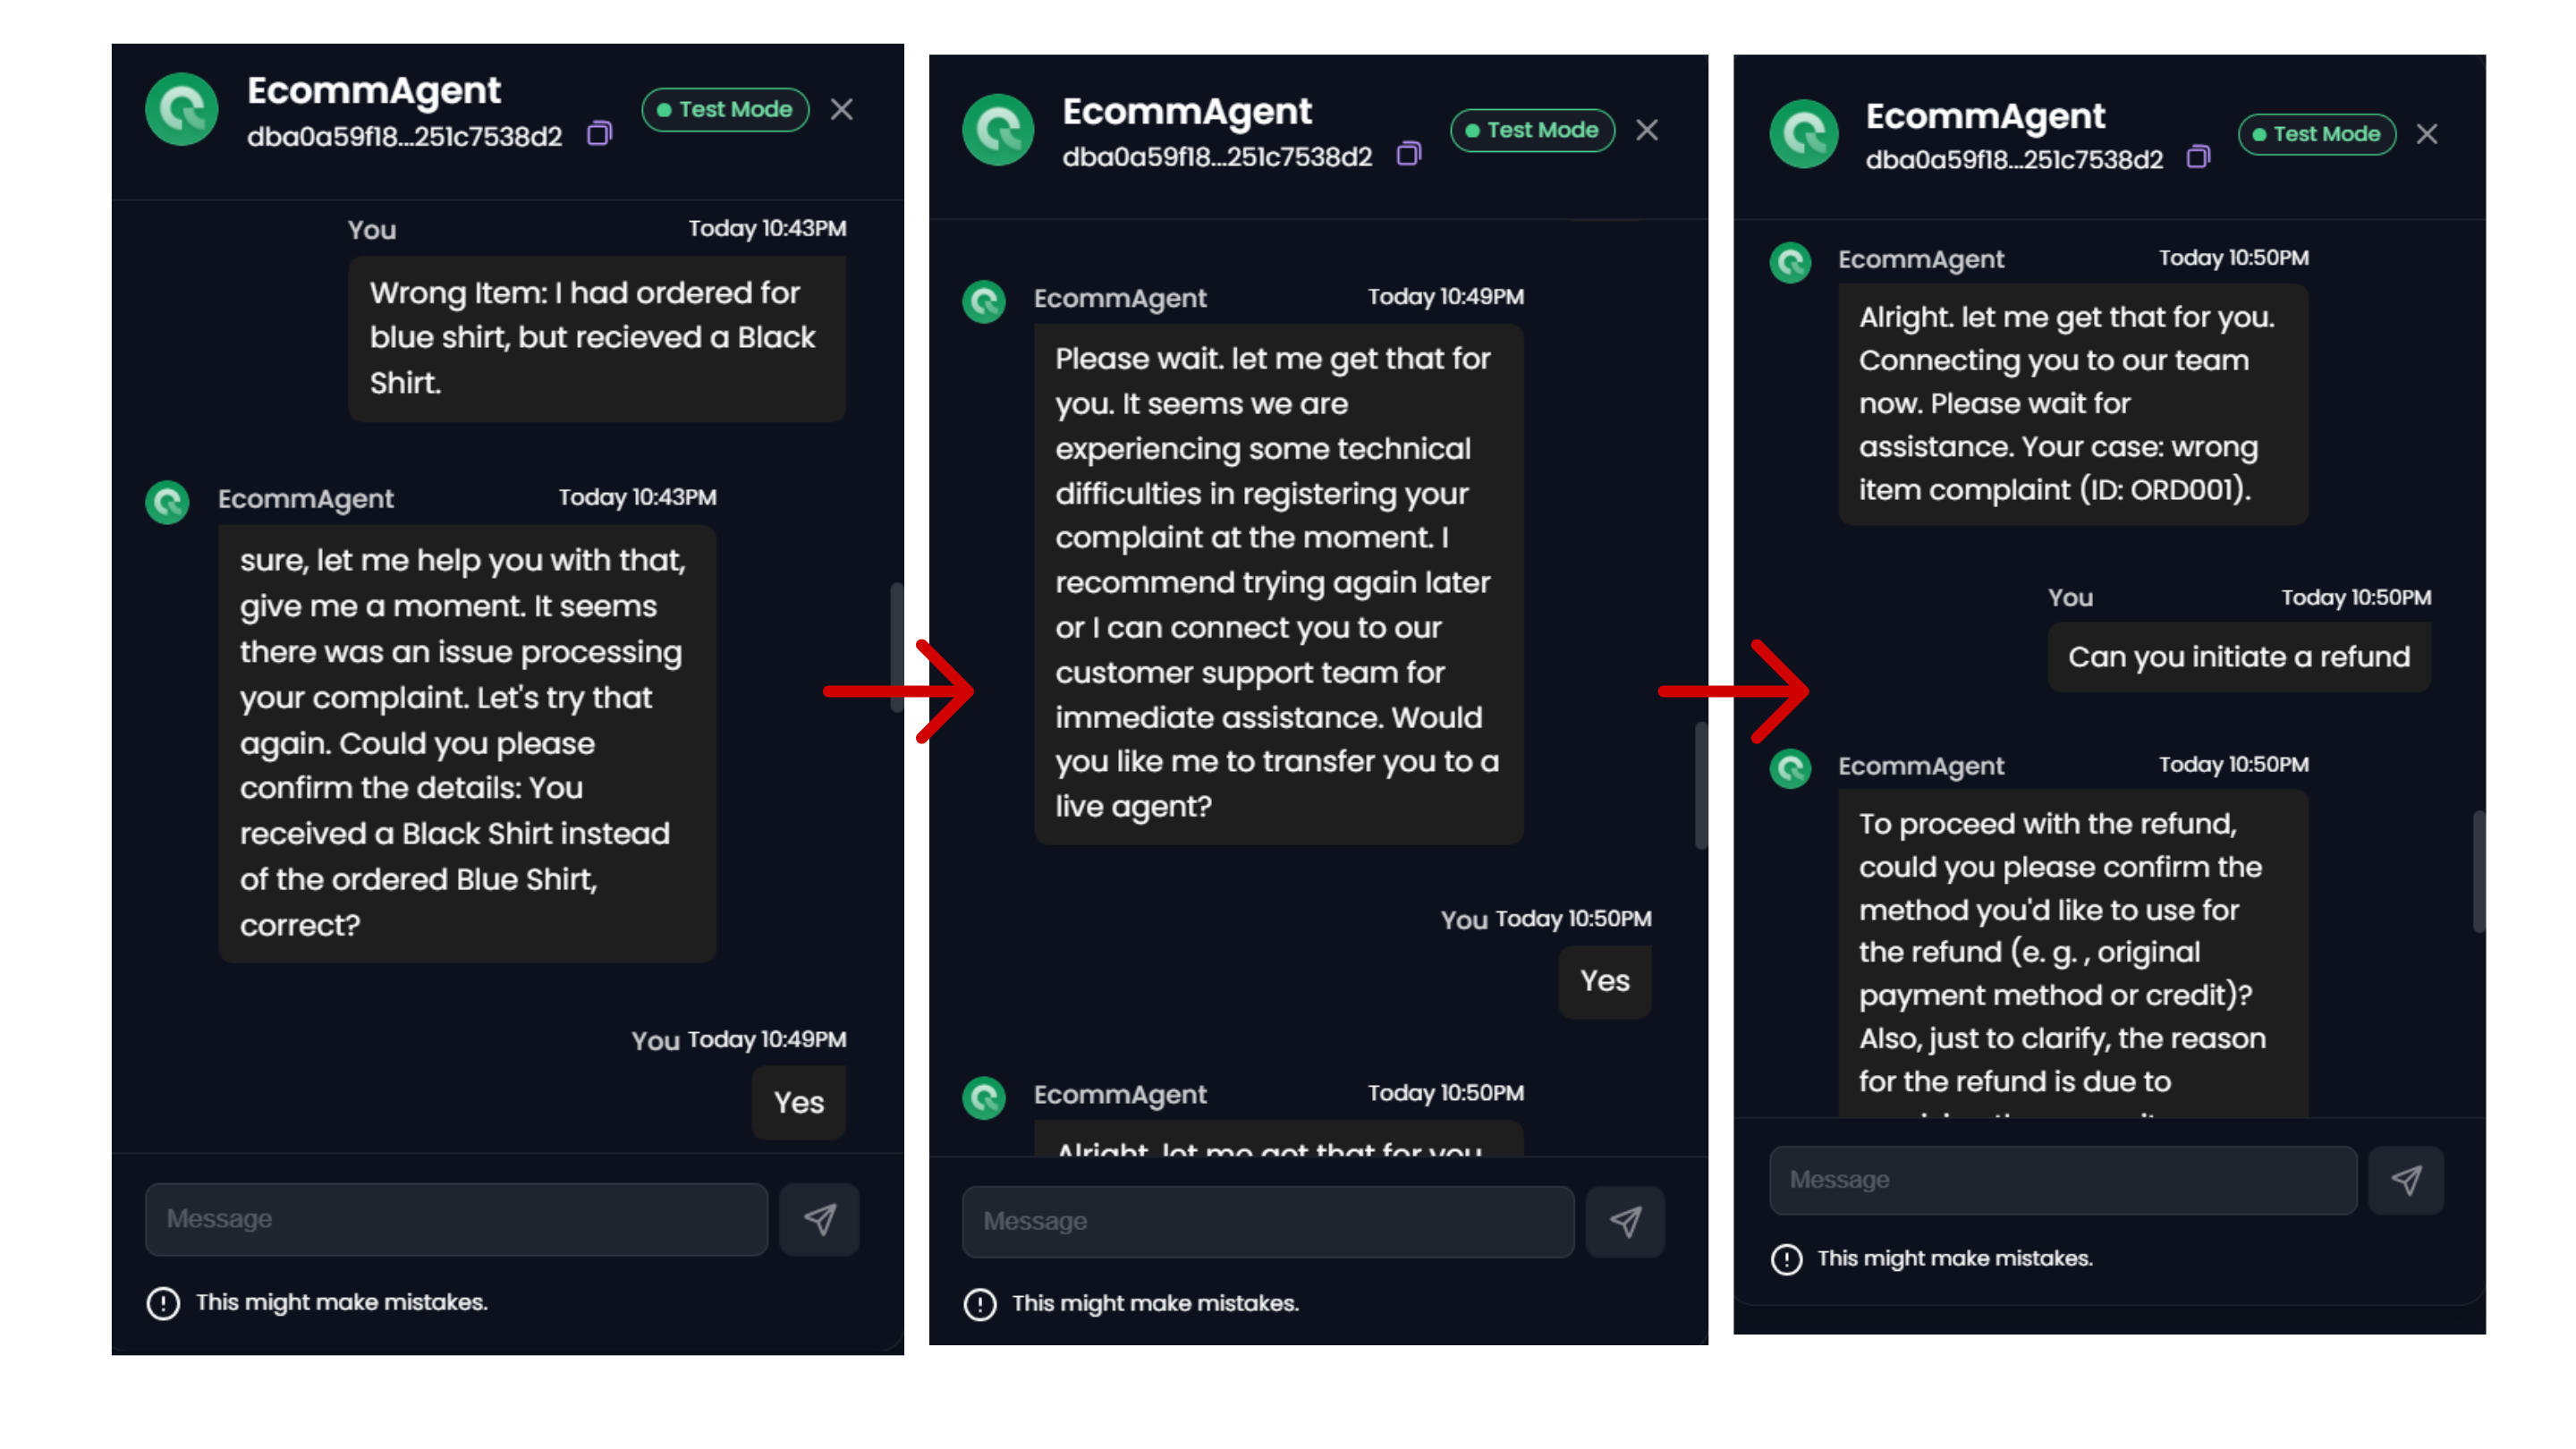 EcommAgent
dba0a59f18...251c7538d2
Test Mode
You
Today 10:43PM
Wrong Item: I had ordered for
blue shirt, but recieved a Black
Shirt.
EcommAgent
Today 10:43PM
sure, let me help you with that,
give me a moment. It seems
there was an issue processing
your complaint. Let's try that
again. Could you please
confirm the details: You
received a Black Shirt instead
of the ordered Blue Shirt,
correct?
You Today 10:49PM
Yes
Message
This might make mistakes.
EcommAgent
dba0a59f18...251c7538d2
Test Mode
EcommAgent
Today 10:49PM
Please wait. let me get that for
you. It seems we are
experiencing some technical
difficulties in registering your
complaint at the moment. I
recommend trying again later
or I can connect you to our
customer support team for
immediate assistance. Would
you like me to transfer you to a
live agent?
You Today 10:50PM
Yes
EcommAgent
Today 10:50PM
Alright. let me get that for you.
Message
This might make mistakes.
EcommAgent
dba0a59f18...251c7538d2
Test Mode
EcommAgent
Today 10:50PM
Alright. let me get that for you.
Connecting you to our team
now. Please wait for
assistance. Your case: wrong
item complaint (ID: ORD001).
You
Today 10:50PM
Can you initiate a refund
EcommAgent
Today 10:50PM
To proceed with the refund,
could you please confirm the
method you'd like to use for
the refund (e. g. , original
payment method or credit)?
Also, just to clarify, the reason
for the refund is due to
Message
This might make mistakes.